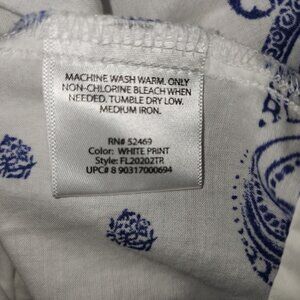 MACHINE WASH WARM. ONLY
NON-CHLORINE BLEACH WHEN
NEEDED. TUMBLE DRY LOW.
MEDIUM IRON.
RN# 52469
Color: WHITE PRINT
Style: FL20202TR
UPC# 8 90317000694